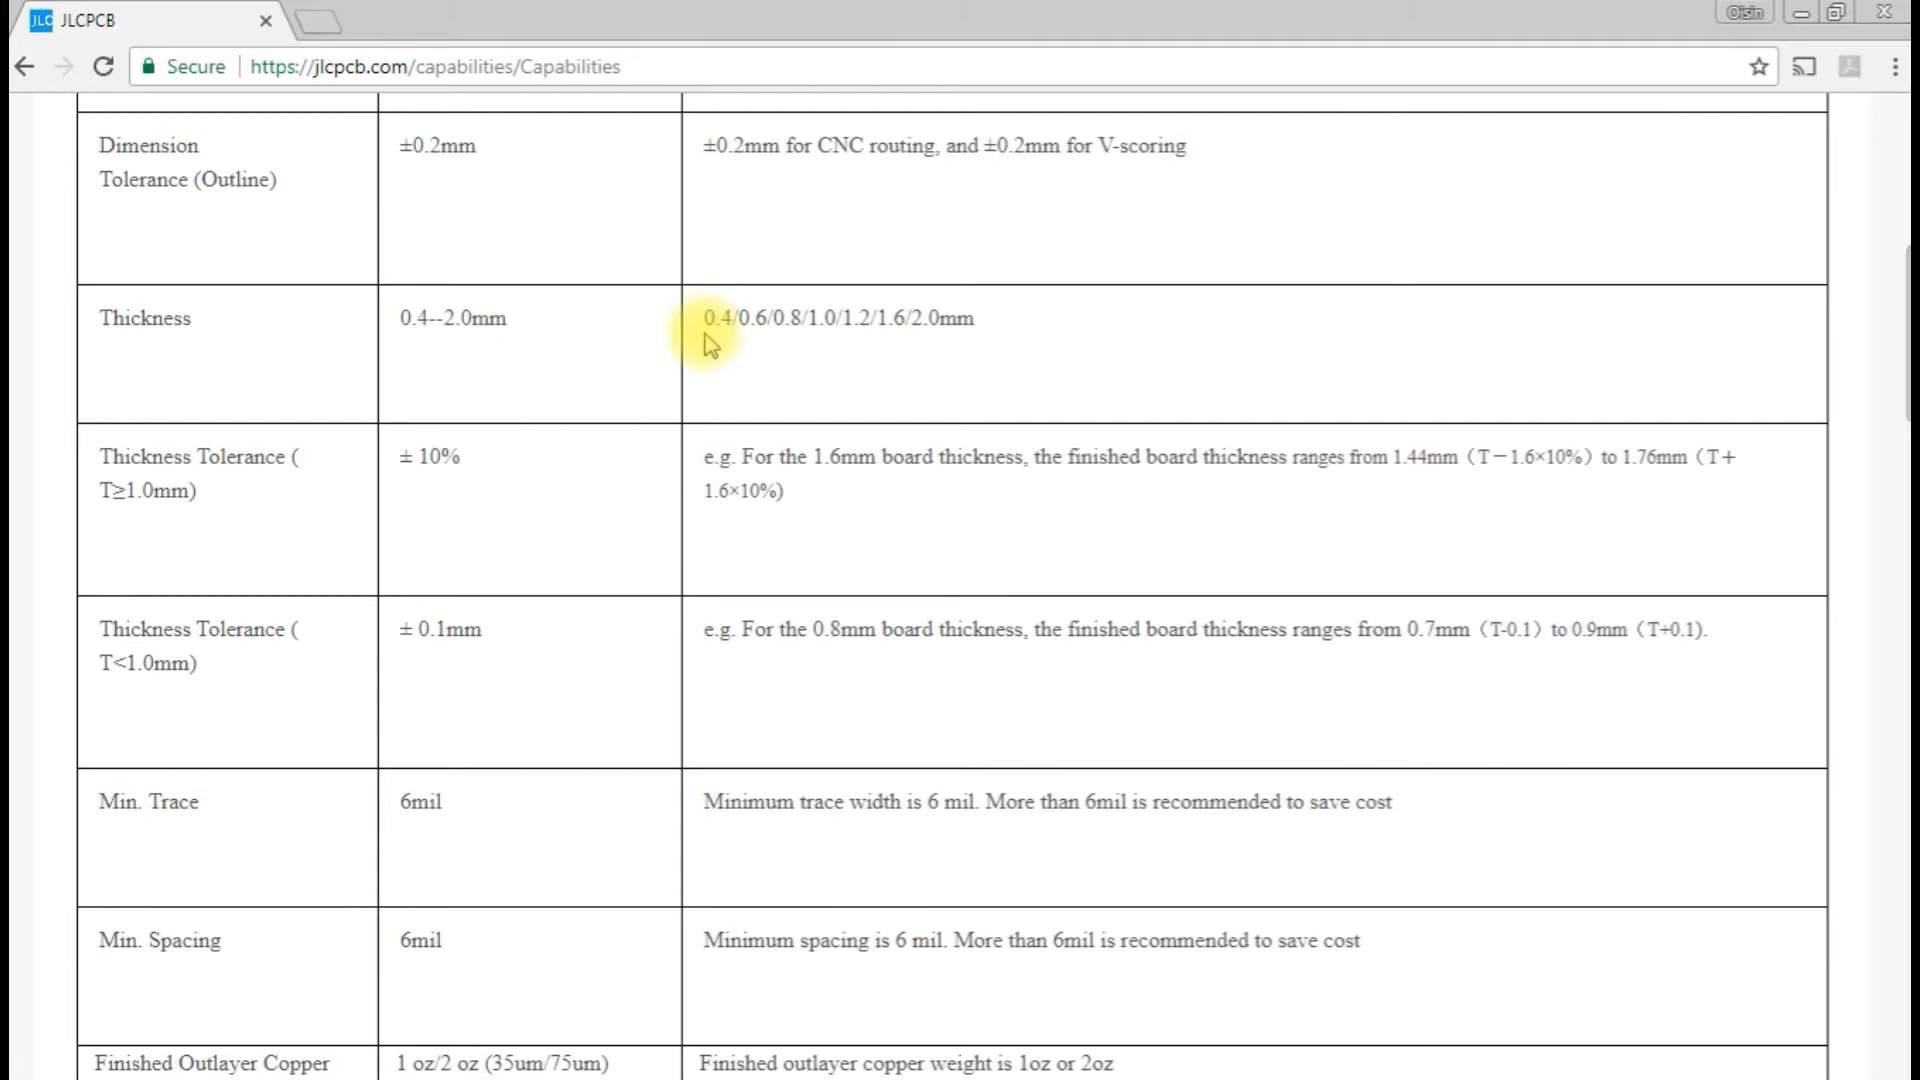 JLC JLCPCB
Oisin
Secure https://jlcpcb.com/capabilities/Capabilities
Dimension ±0.2mm ±0.2mm for CNC routing, and ±0.2mm for V-scoring
Tolerance (Outline)
Thickness 0.4--2.0mm 0.4/0.6/0.8/1.0/1.2/1.6/2.0mm
Thickness Tolerance ( ± 10% e.g. For the 1.6mm board thickness, the finished board thickness ranges from 1.44mm（T－1.6×10%）to 1.76mm（T＋
T≥1.0mm) 1.6×10%)
Thickness Tolerance ( ± 0.1mm e.g. For the 0.8mm board thickness, the finished board thickness ranges from 0.7mm（T-0.1）to 0.9mm（T+0.1).
T<1.0mm)
Min. Trace 6mil Minimum trace width is 6 mil. More than 6mil is recommended to save cost
Min. Spacing 6mil Minimum spacing is 6 mil. More than 6mil is recommended to save cost
Finished Outlayer Copper 1 oz/2 oz (35um/75um) Finished outlayer copper weight is 1oz or 2oz